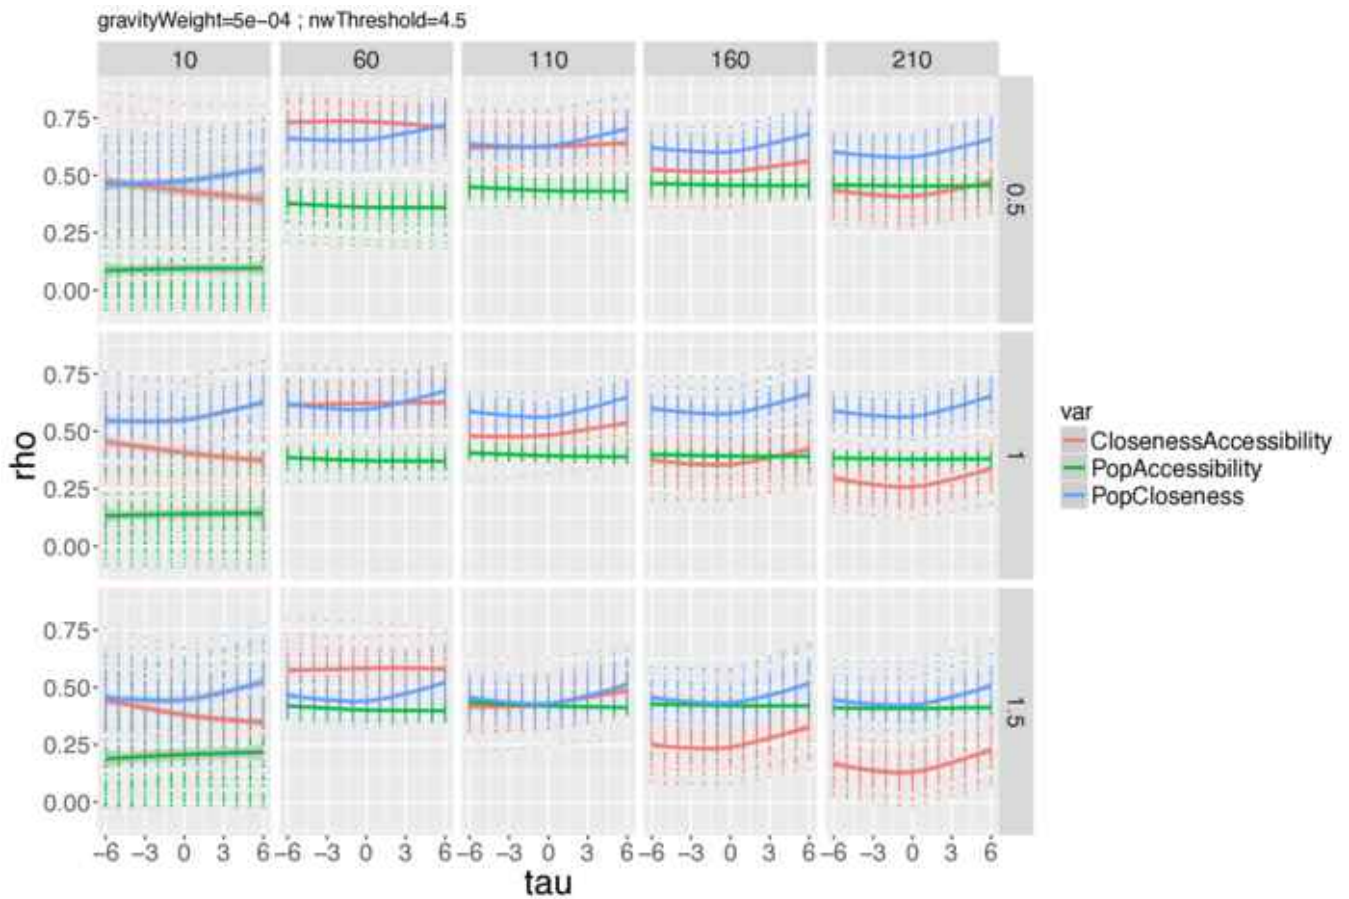 gravityWeight=5e−04 ; nwThreshold=4.5
10 60 110 160 210
0.75
0.50
0.25
0.00
0.5
0.75
0.50
0.25
0.00
1
0.75
0.50
0.25
0.00
1.5
rho
−6 −3 0 3 6 −6 −3 0 3 6 −6 −3 0 3 6 −6 −3 0 3 6 −6 −3 0 3 6
tau
var
ClosenessAccessibility
PopAccessibility
PopCloseness